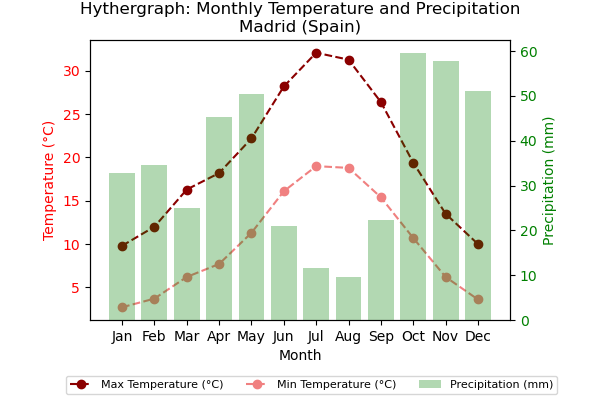 Hythergraph: Monthly Temperature and Precipitation
Madrid (Spain)
Temperature (°C)
30
25
20
15
10
5
Precipitation (mm)
60
50
40
30
20
10
0
Jan Feb Mar Apr May Jun Jul Aug Sep Oct Nov Dec
Month
Max Temperature (°C) Min Temperature (°C) Precipitation (mm)